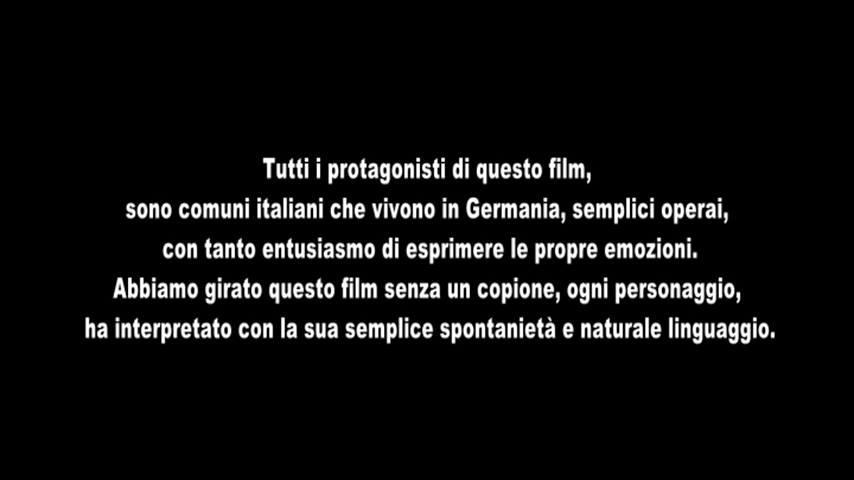 Tutti i protagonisti di questo film,
sono comuni italiani che vivono in Germania, semplici operai,
con tanto entusiasmo di esprimere le propre emozioni.
Abbiamo girato questo film senza un copione, ogni personaggio,
ha interpretato con la sua semplice spontanietà e naturale linguaggio.